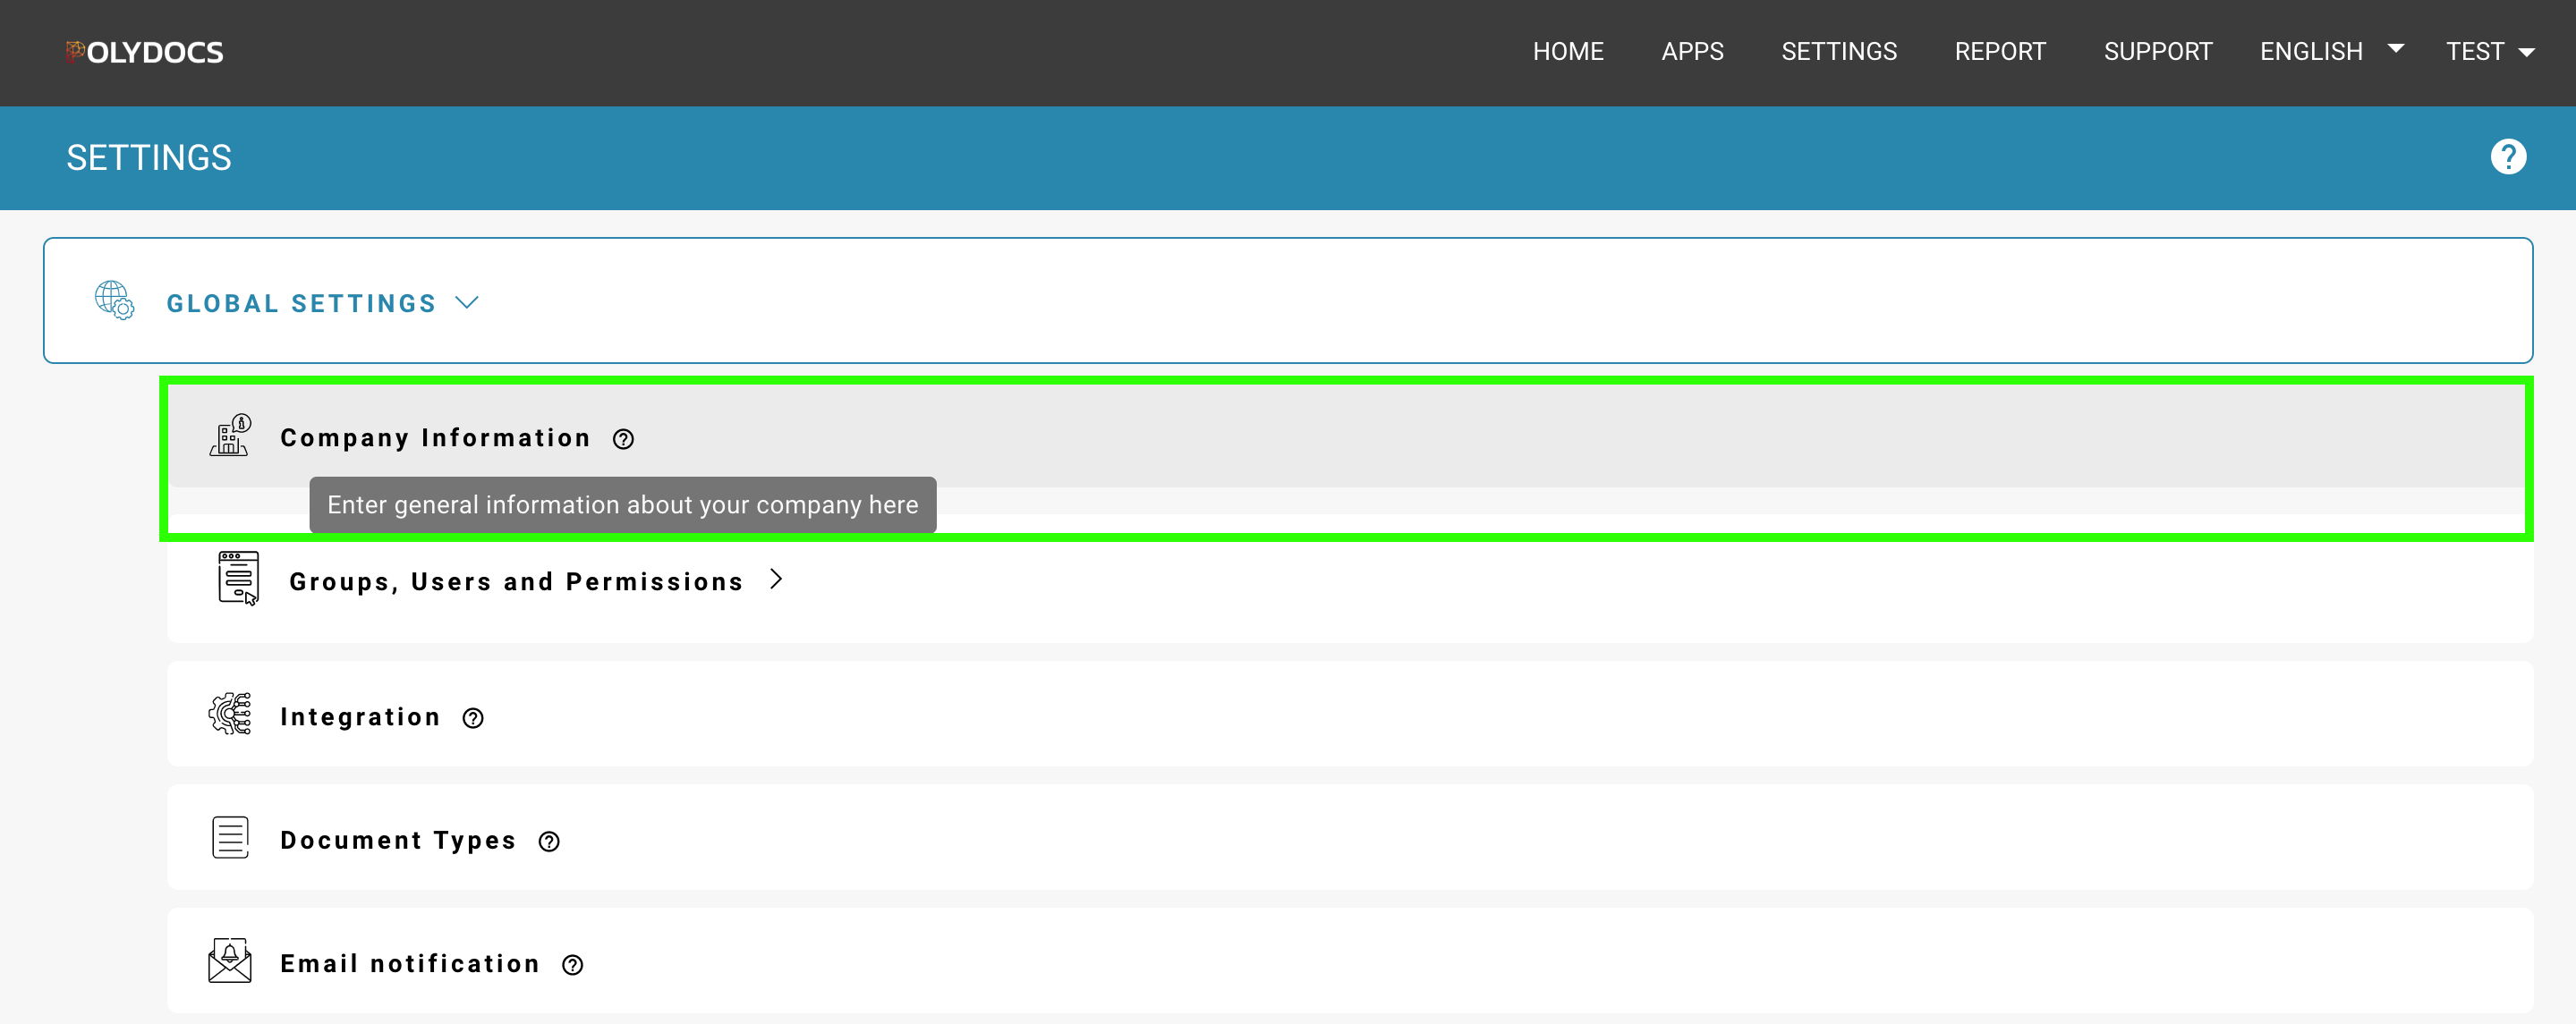 POLYDOCS
HOME APPS SETTINGS REPORT SUPPORT ENGLISH TEST
SETTINGS
GLOBAL SETTINGS
Company Information
Enter general information about your company here
Groups, Users and Permissions
Integration
Document Types
Email notification